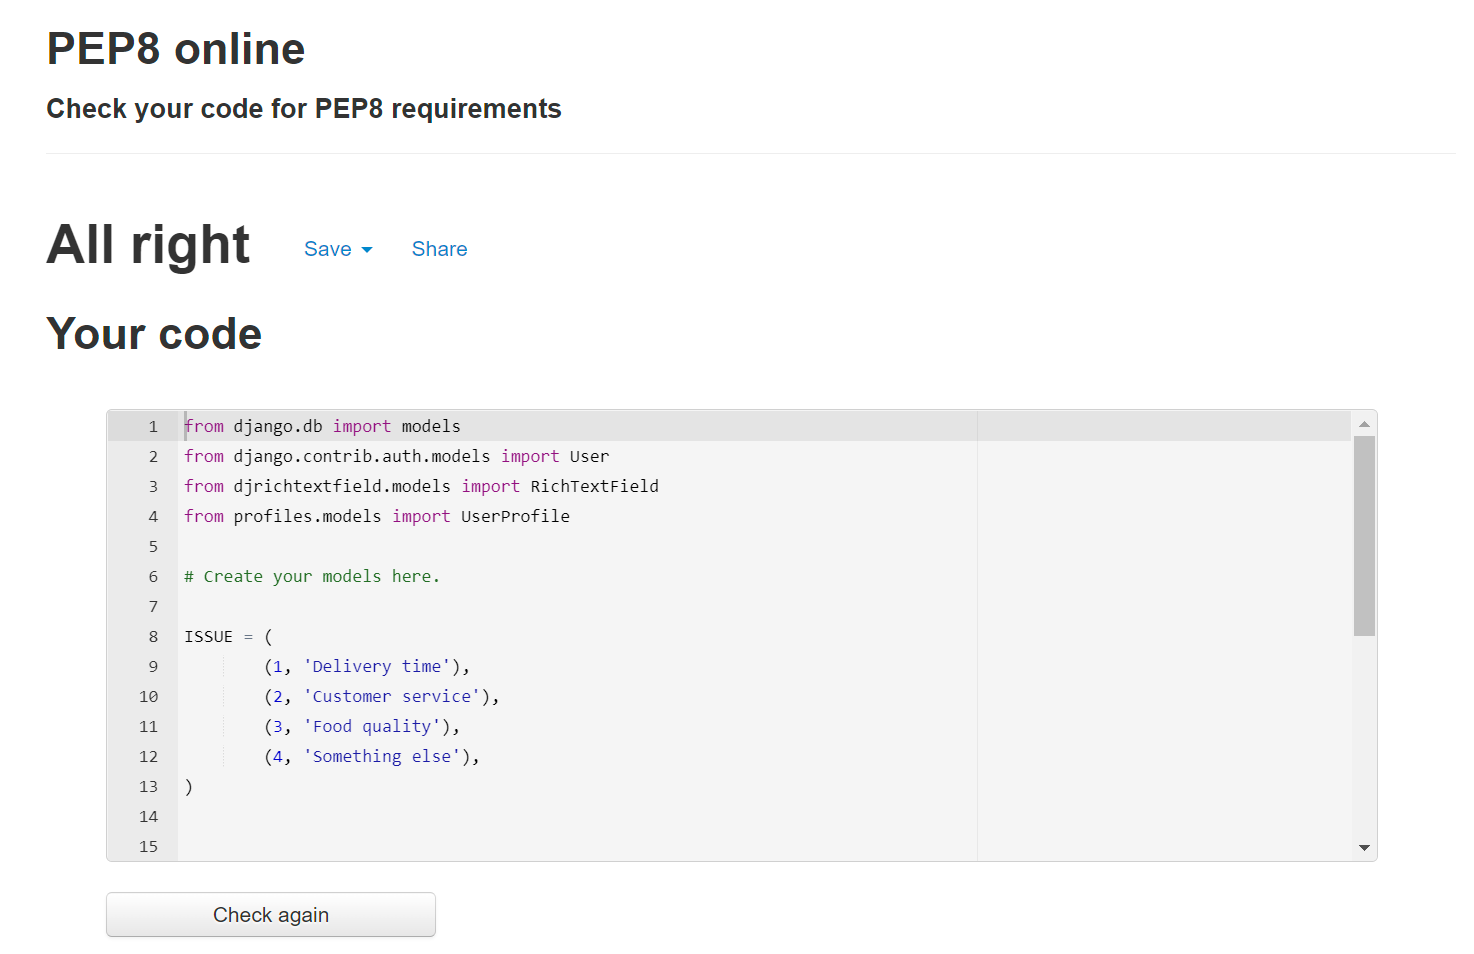 PEP8 online
Check your code for PEP8 requirements
All right Save Share
Your code
1 from django.db import models
2 from django.contrib.auth.models import User
3 from djrichtextfield.models import RichTextField
4 from profiles.models import UserProfile
5
6 # Create your models here.
7
8 ISSUE = (
9         (1, 'Delivery time'),
10         (2, 'Customer service'),
11         (3, 'Food quality'),
12         (4, 'Something else'),
13 )
14
15
Check again